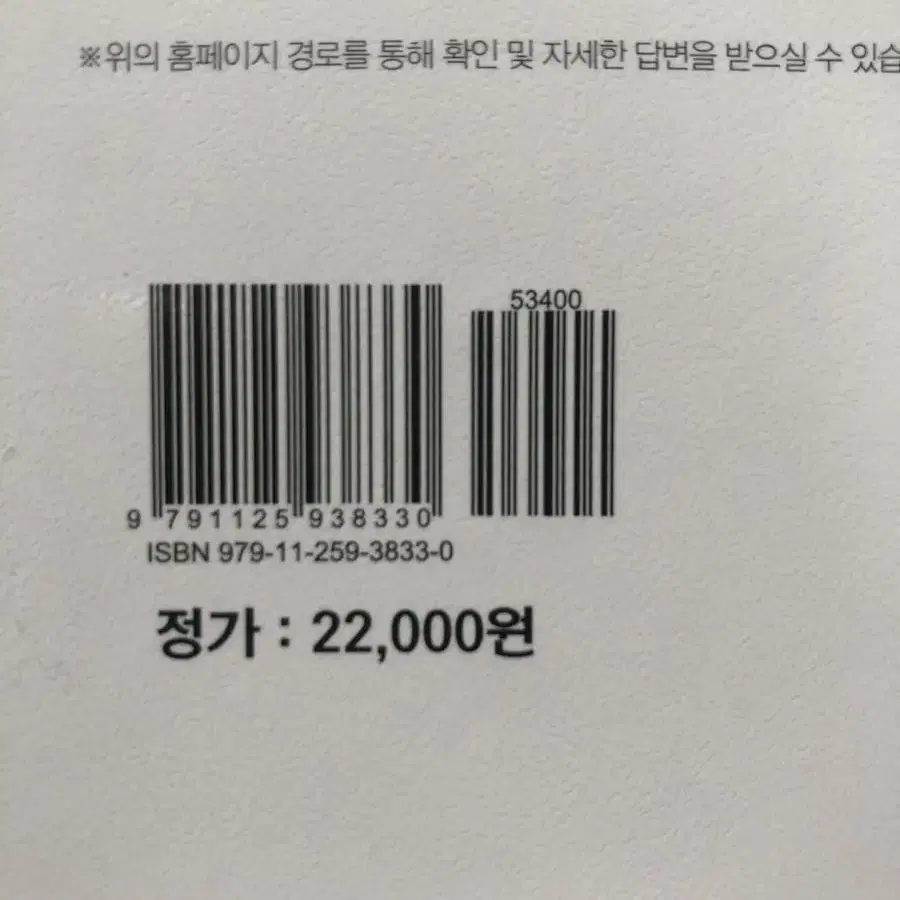 ※위의 홈페이지 경로를 통해 확인 및 자세한 답변을 받으실 수 있습
53400
9 791125 938330
ISBN 979-11-259-3833-0
정가 : 22,000원